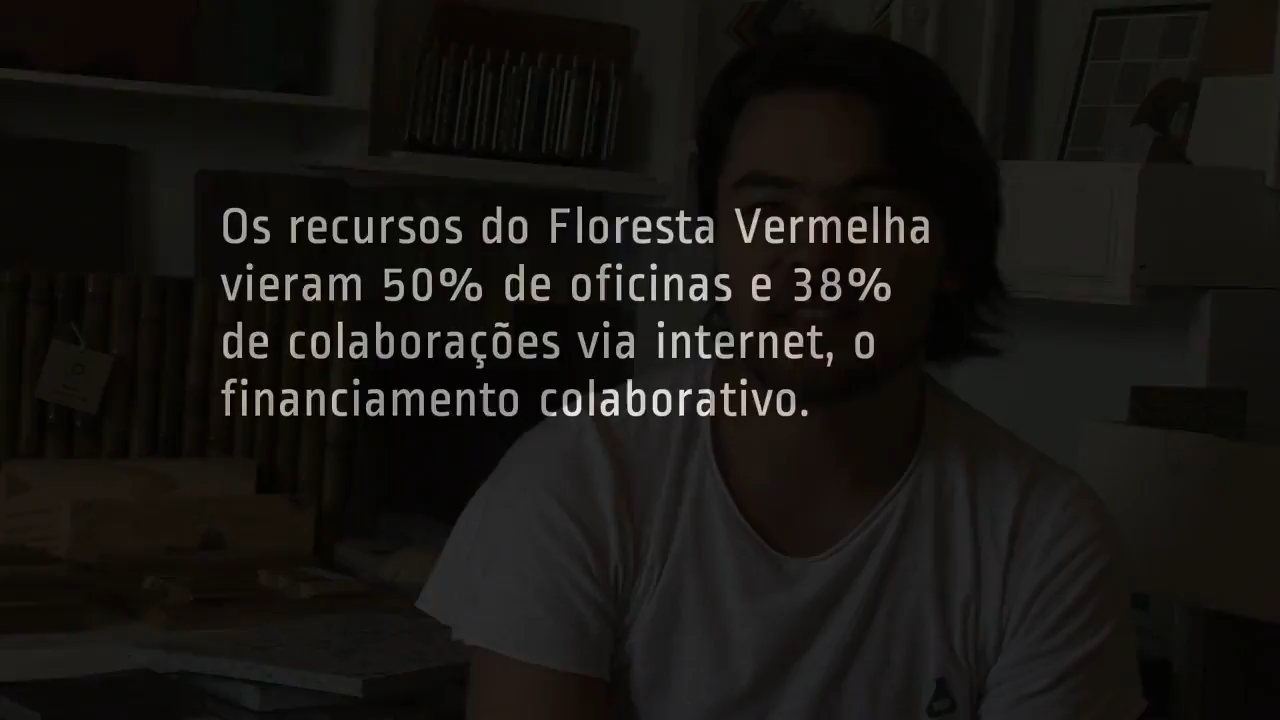 Os recursos do Floresta Vermelha
vieram 50% de oficinas e 38%
de colaborações via internet, o
financiamento colaborativo.